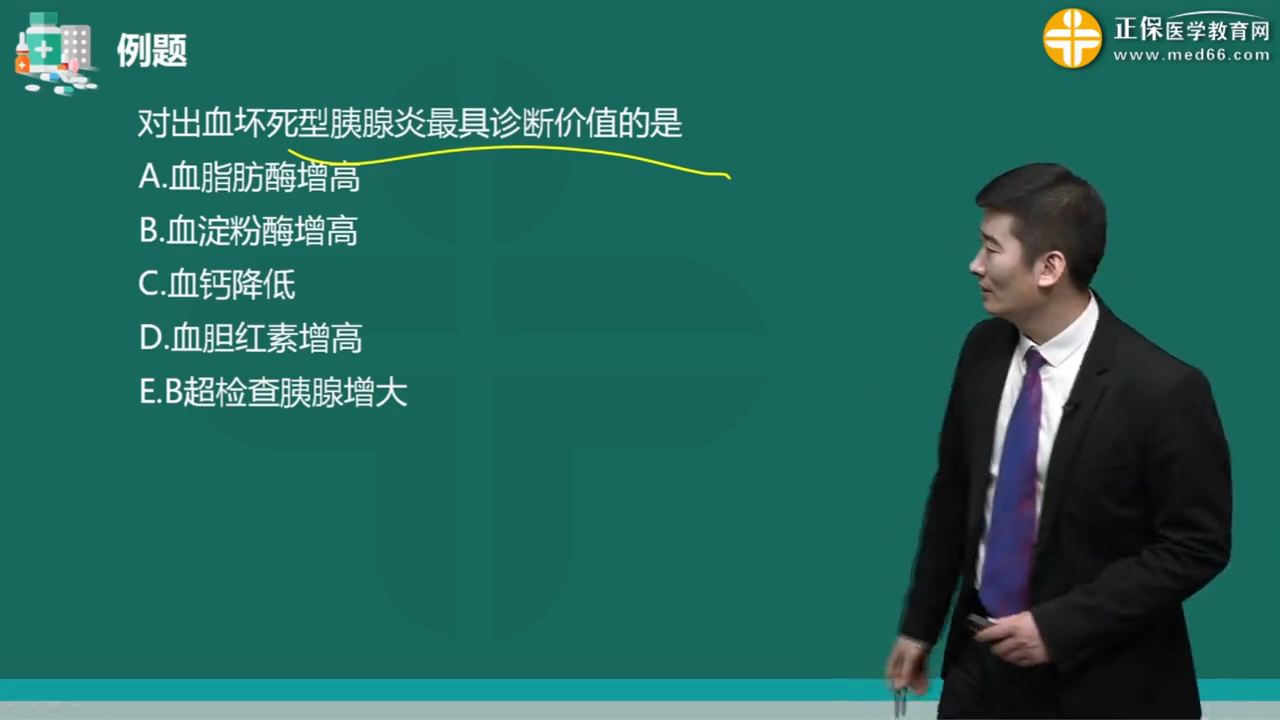 例题
正保医学教育网
www.med66.com
对出血坏死型胰腺炎最具诊断价值的是
A.血脂肪酶增高
B.血淀粉酶增高
C.血钙降低
D.血胆红素增高
E.B超检查胰腺增大